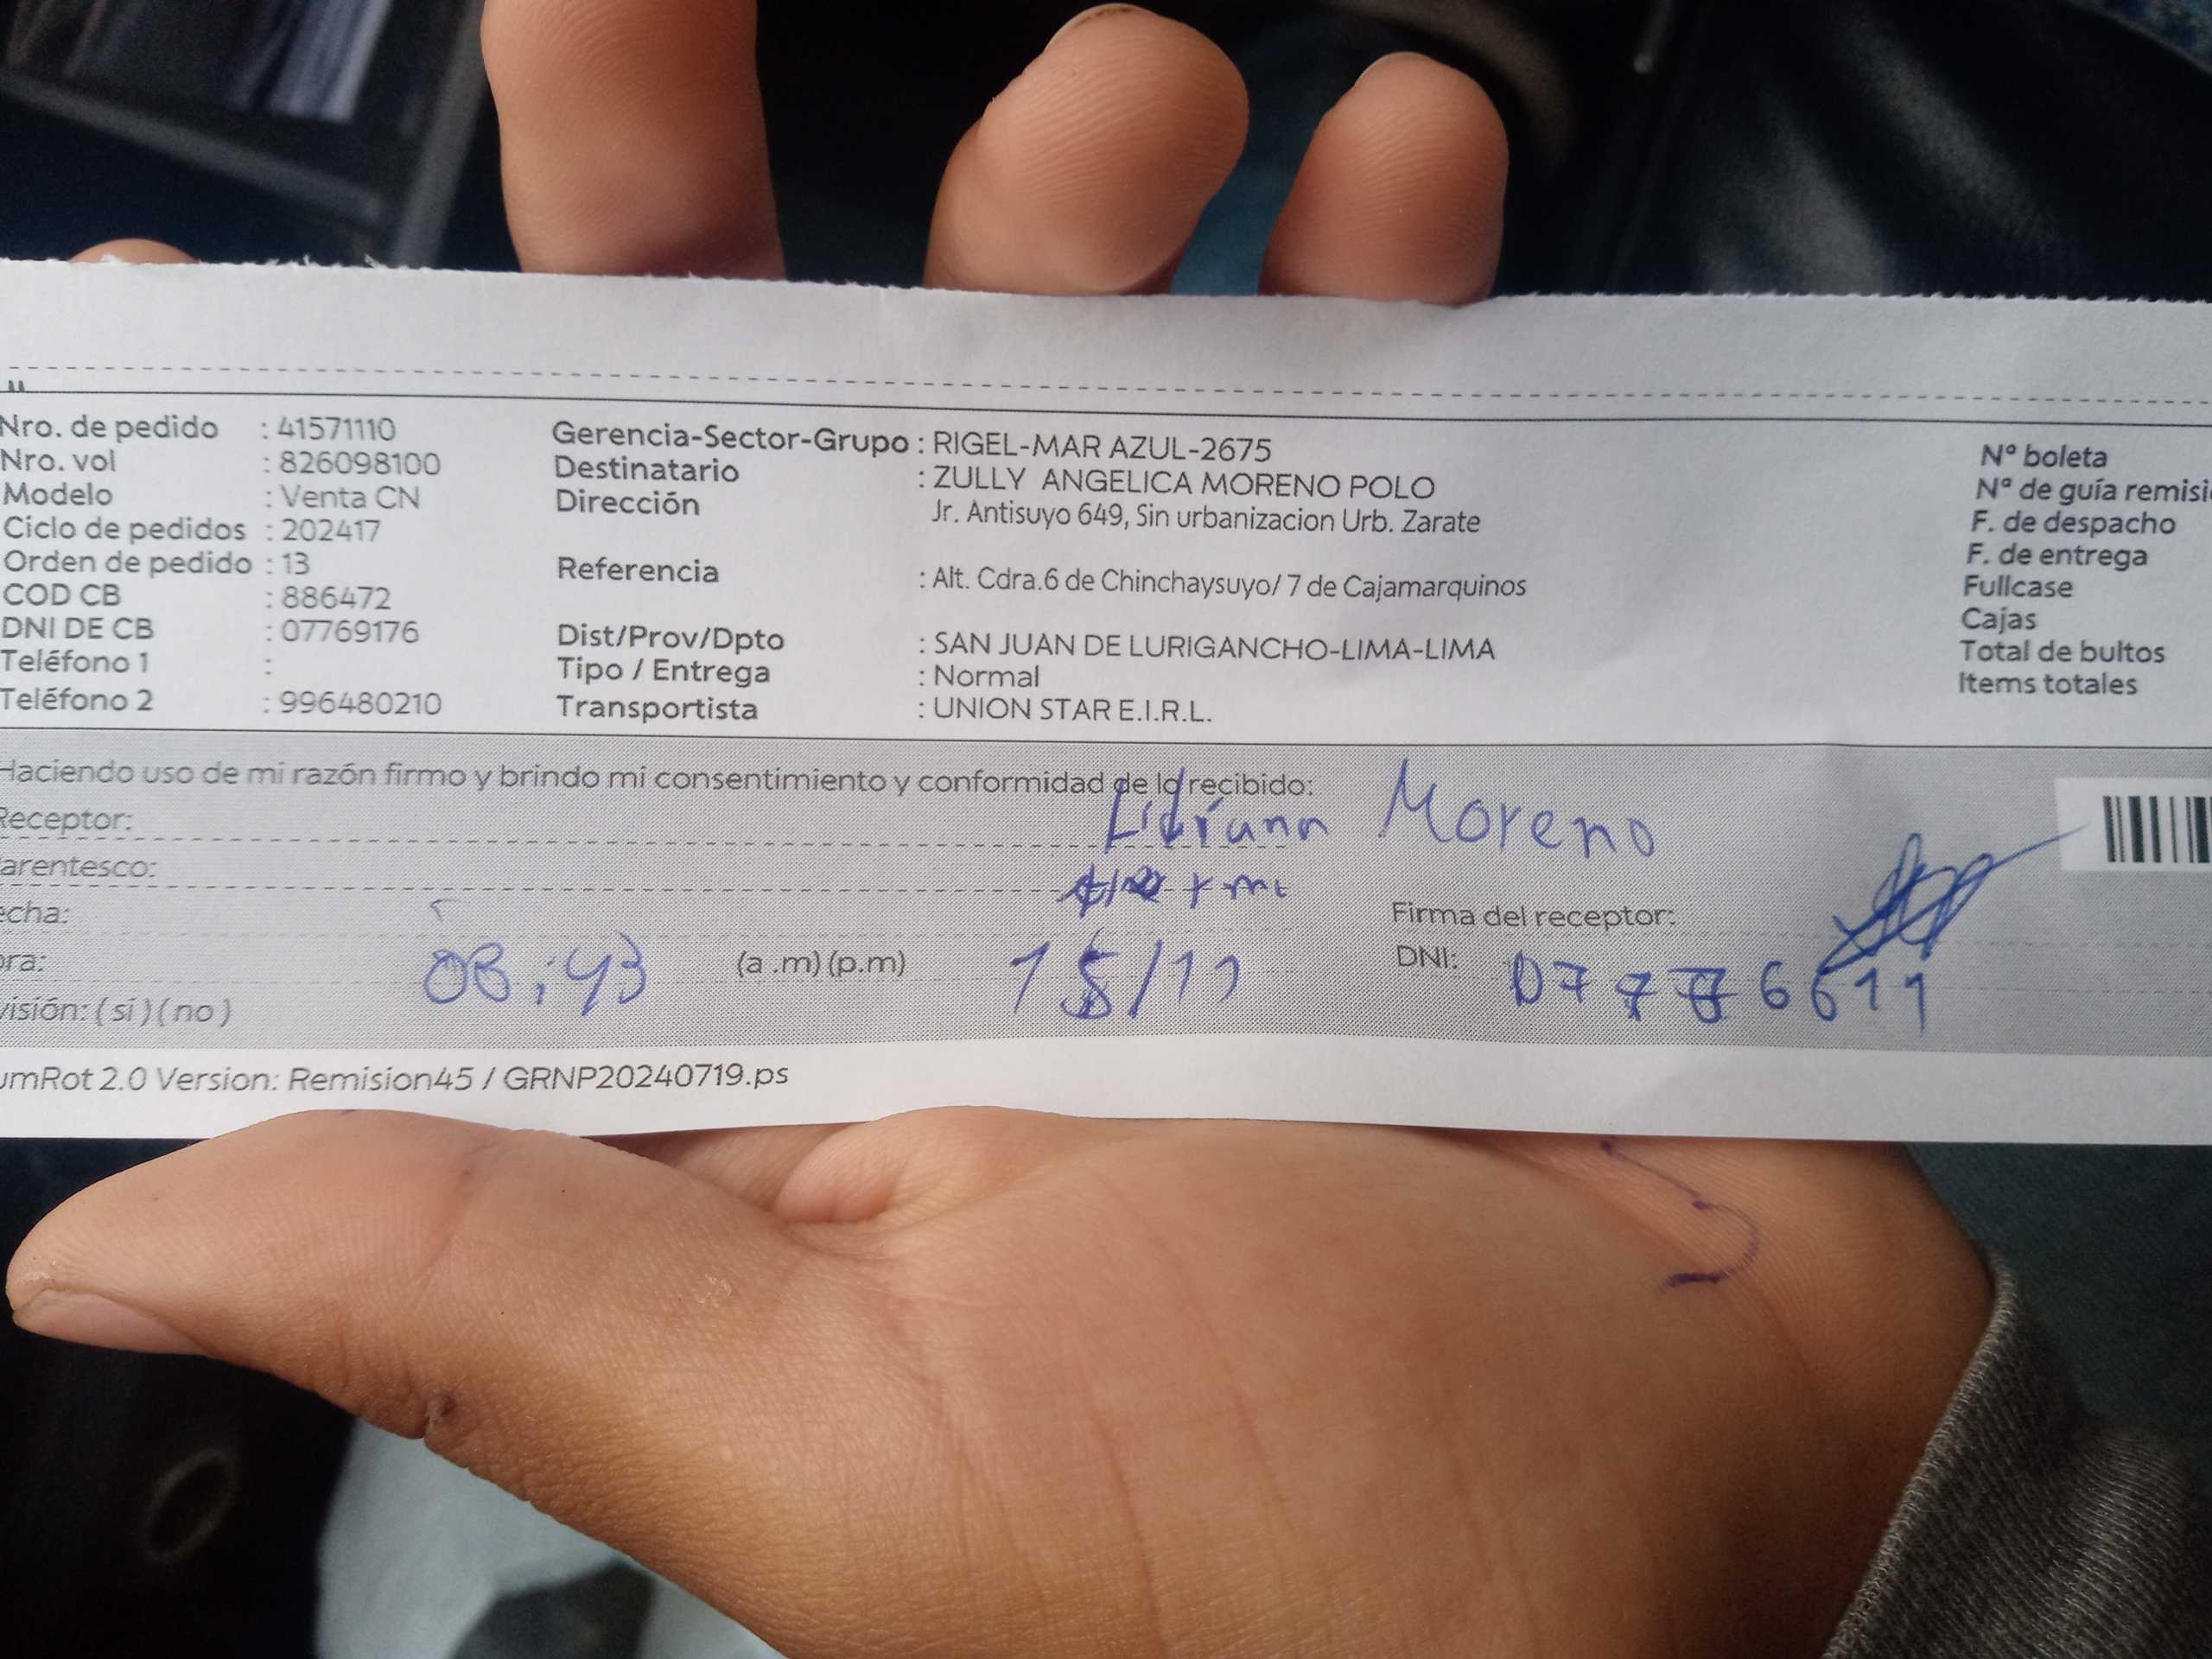 Nro. de pedido : 41571110
Nro. vol : 826098100
Modelo : Venta CN
Ciclo de pedidos : 202417
Orden de pedido : 13
COD CB : 886472
DNI DE CB : 07769176
Teléfono 1 :
Teléfono 2 : 996480210
Gerencia-Sector-Grupo : RIGEL-MAR AZUL-2675
Destinatario : ZULLY ANGELICA MORENO POLO
Dirección Jr. Antisuyo 649, Sin urbanizacion Urb. Zarate
Referencia : Alt. Cdra.6 de Chinchaysuyo/ 7 de Cajamarquinos
Dist/Prov/Dpto : SAN JUAN DE LURIGANCHO-LIMA-LIMA
Tipo / Entrega : Normal
Transportista : UNION STAR E.I.R.L.
Nº boleta
Nº de guía remisi
F. de despacho
F. de entrega
Fullcase
Cajas
Total de bultos
Items totales
Haciendo uso de mi razón firmo y brindo mi consentimiento y conformidad de lo recibido:
Receptor: Moreno
arentesco:
echa: Firma del receptor:
ora: 08:43 (a .m) (p.m) 15/11 DNI:
visión: ( si ) ( no )
umRot 2.0 Version: Remision45 / GRNP20240719.ps